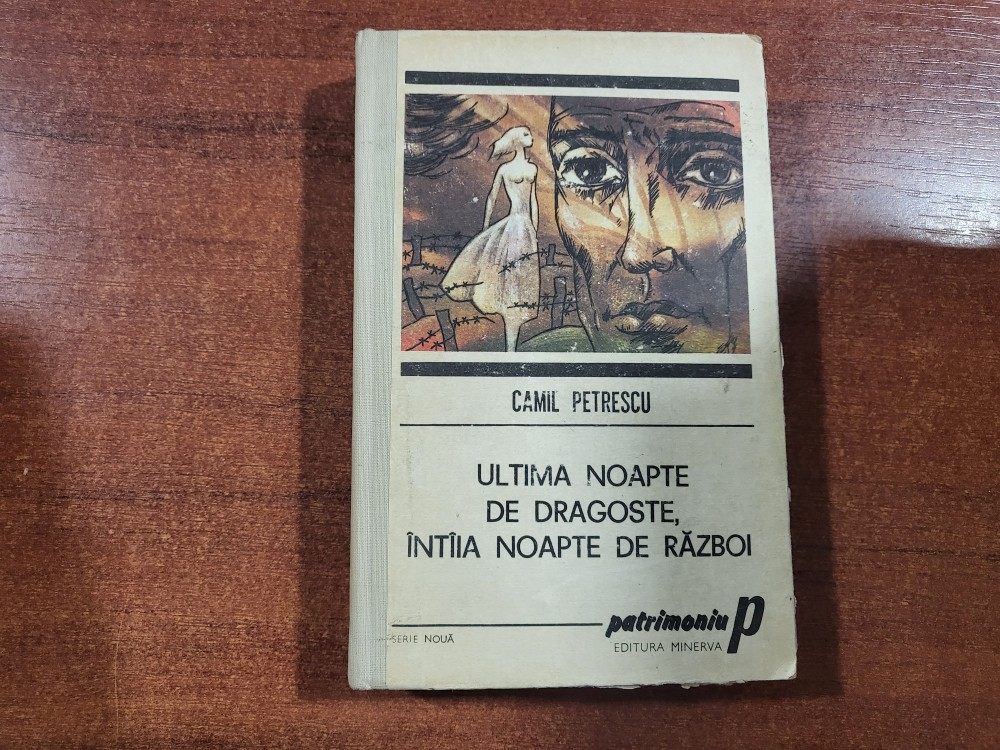 CAMIL PETRESCU
ULTIMA NOAPTE
DE DRAGOSTE,
ÎNTÎIA NOAPTE DE RĂZBOI
patrimoniu p
SERIE NOUĂ
EDITURA MINERVA